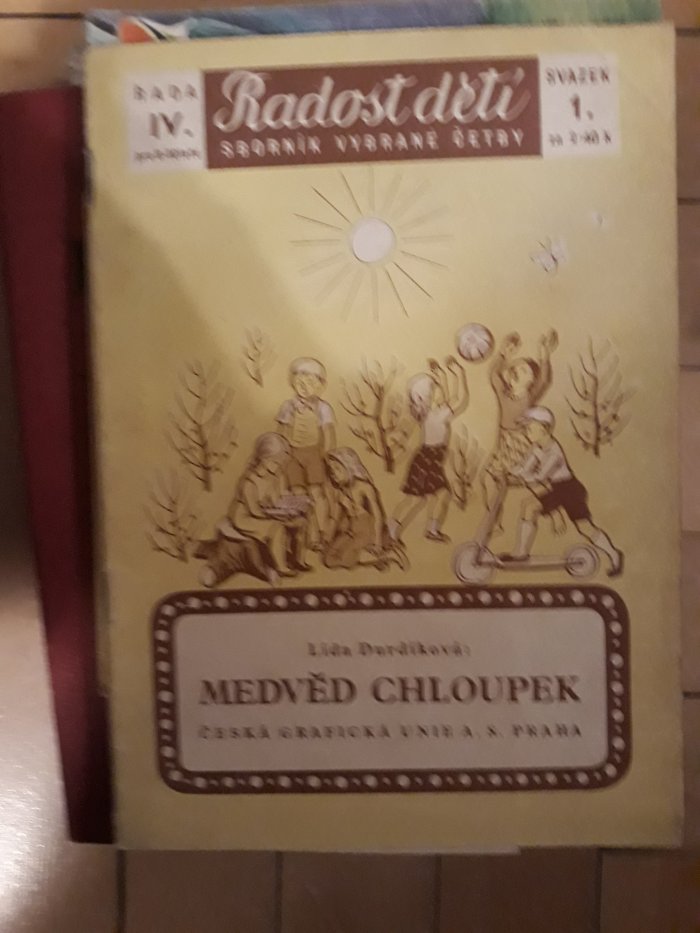 ŘADA
IV.
Radost dětí
SBORNÍK VYBRANÉ ČETBY
SVAZEK
1.
Lida Durdíková:
MEDVĚD CHLOUPEK
ČESKÁ GRAFICKÁ UNIE A. S. PRAHA